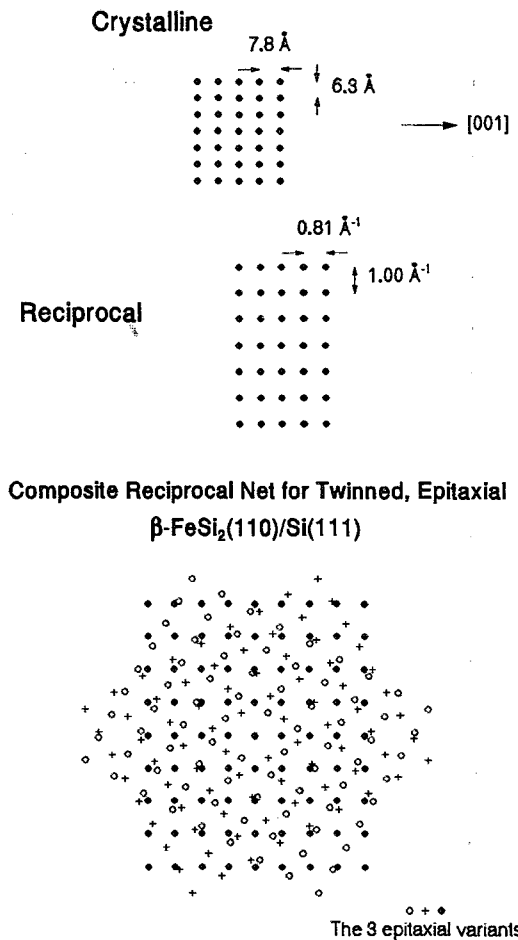 Crystalline
7.8 Å
6.3 Å
[001]
0.81 Å⁻¹
1.00 Å⁻¹
Reciprocal
Composite Reciprocal Net for Twinned, Epitaxial
β-FeSi₂(110)/Si(111)
The 3 epitaxial variants